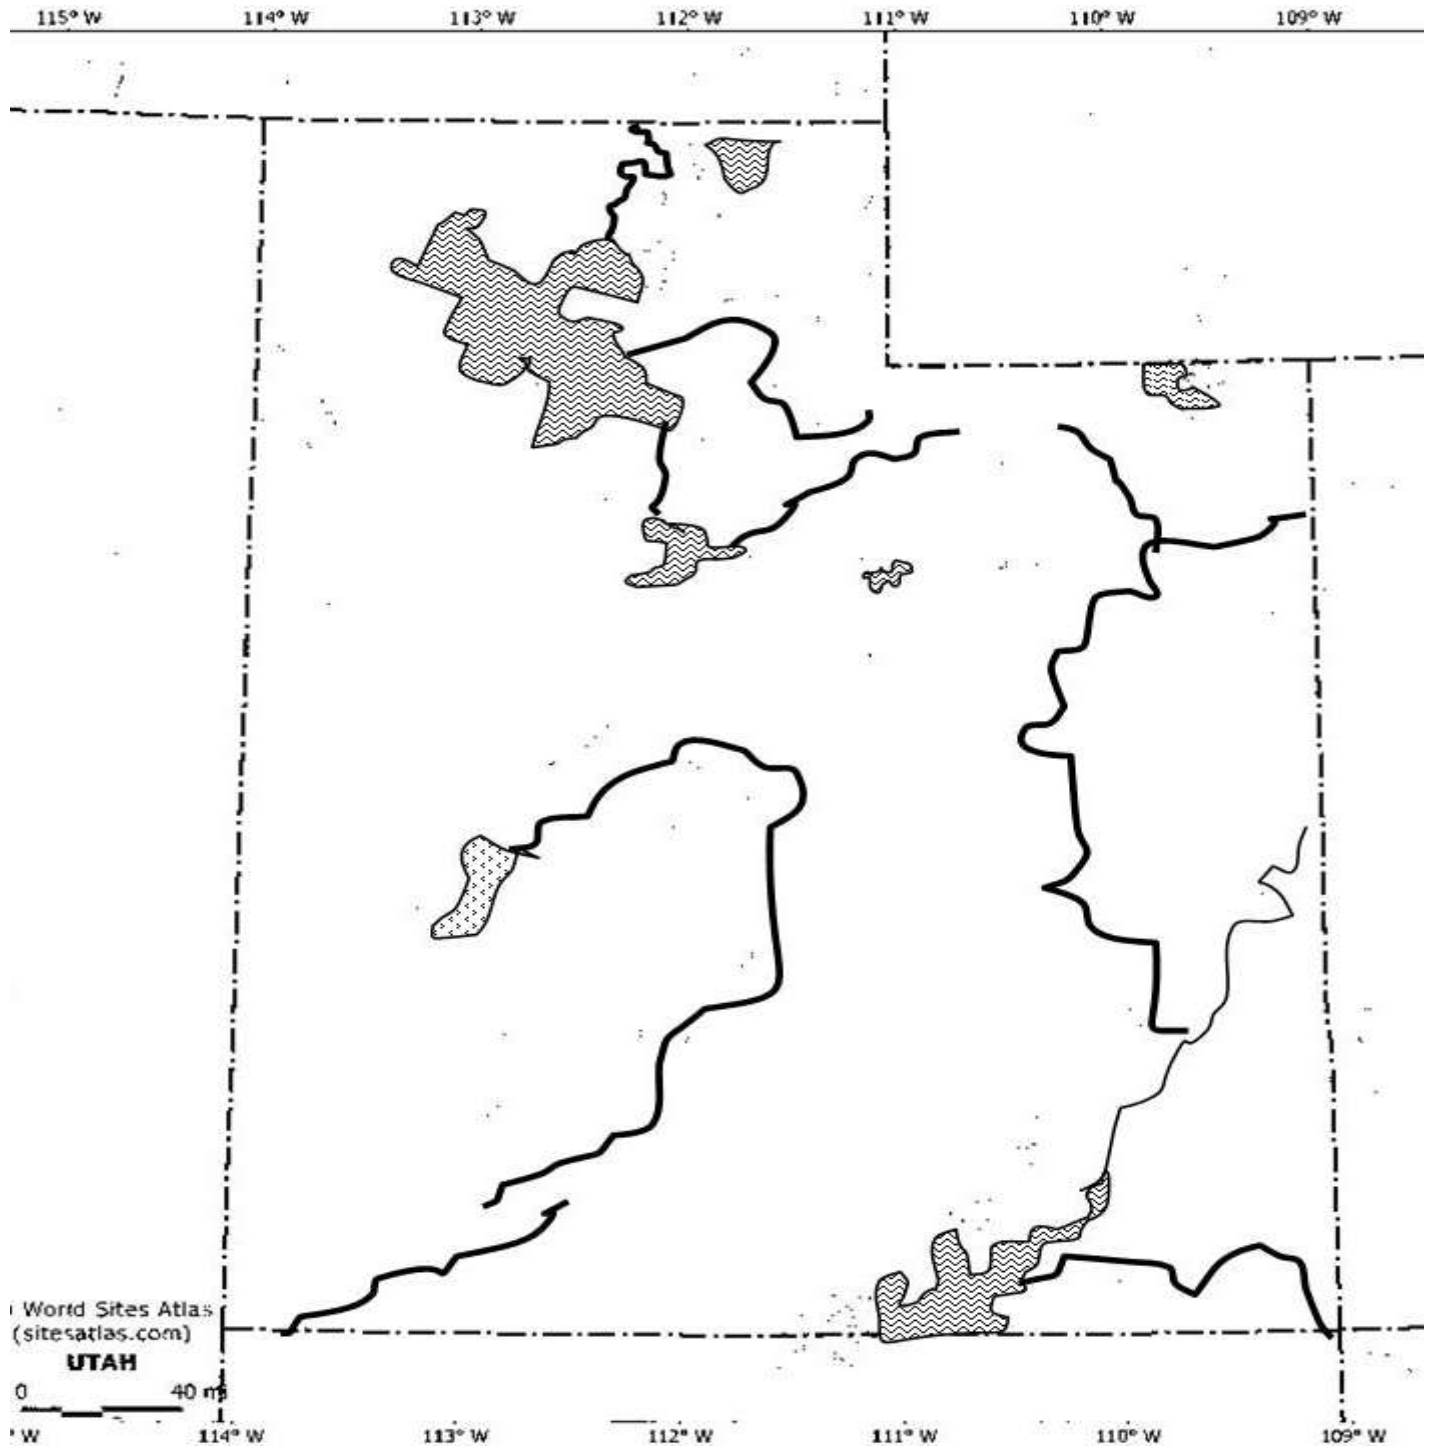 115° W 114° W 113° W 112° W 111° W 110° W 109° W
World Sites Atlas
(sitesatlas.com)
UTAH
0 40 m
° W 114° W 113° W 112° W 111° W 110° W 109° W